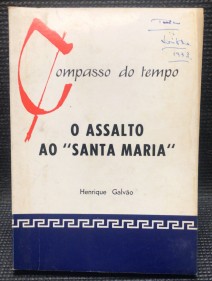 Compasso do tempo
O ASSALTO
AO "SANTA MARIA"
Henrique Galvão